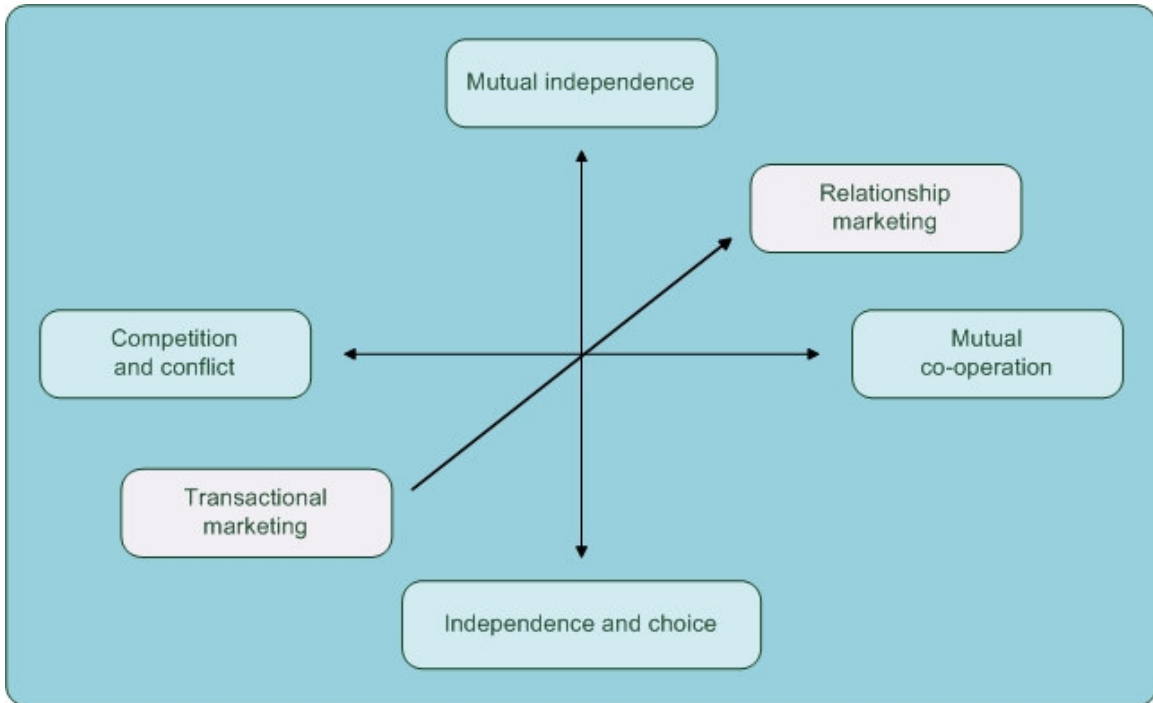 Mutual independence
Relationship
marketing
Competition
and conflict
Mutual
co-operation
Transactional
marketing
Independence and choice